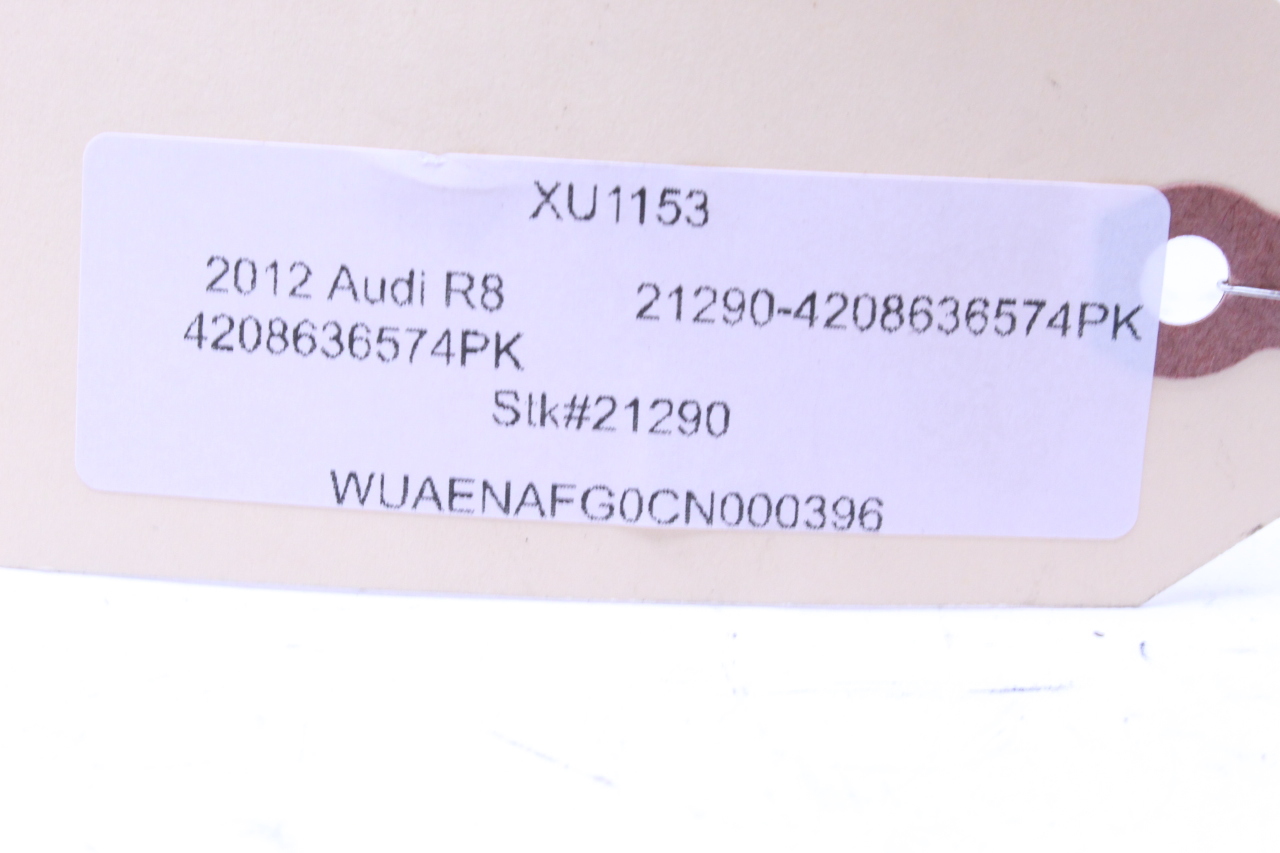 XU1153
2012 Audi R8 21290-4208636574PK
4208636574PK
Stk#21290
WUAENAFG0CN000396